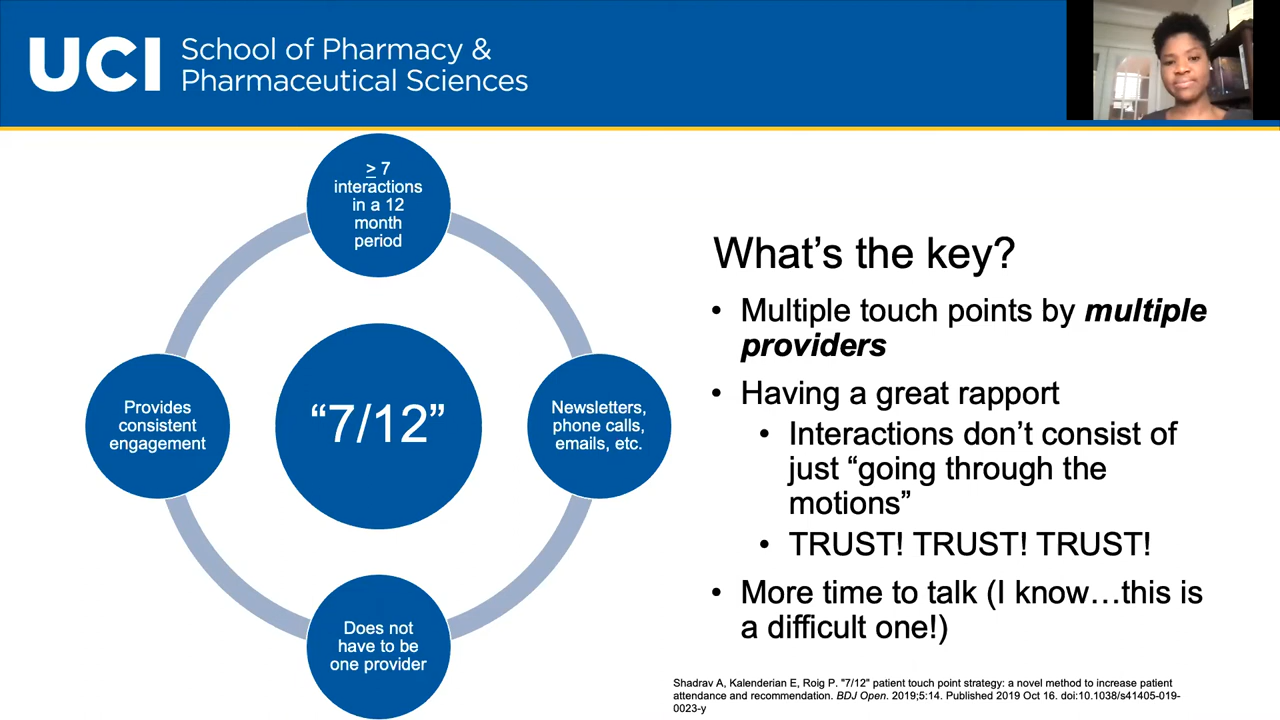 UCI School of Pharmacy &
Pharmaceutical Sciences
≥ 7
interactions
in a 12
month
period
Provides
consistent
engagement
“7/12”
Newsletters,
phone calls,
emails, etc.
Does not
have to be
one provider
What’s the key?
• Multiple touch points by multiple
providers
• Having a great rapport
• Interactions don’t consist of
just “going through the
motions”
• TRUST! TRUST! TRUST!
• More time to talk (I know…this is
a difficult one!)
Shadrav A, Kalenderian E, Roig P. "7/12" patient touch point strategy: a novel method to increase patient
attendance and recommendation. BDJ Open. 2019;5:14. Published 2019 Oct 16. doi:10.1038/s41405-019-
0023-y